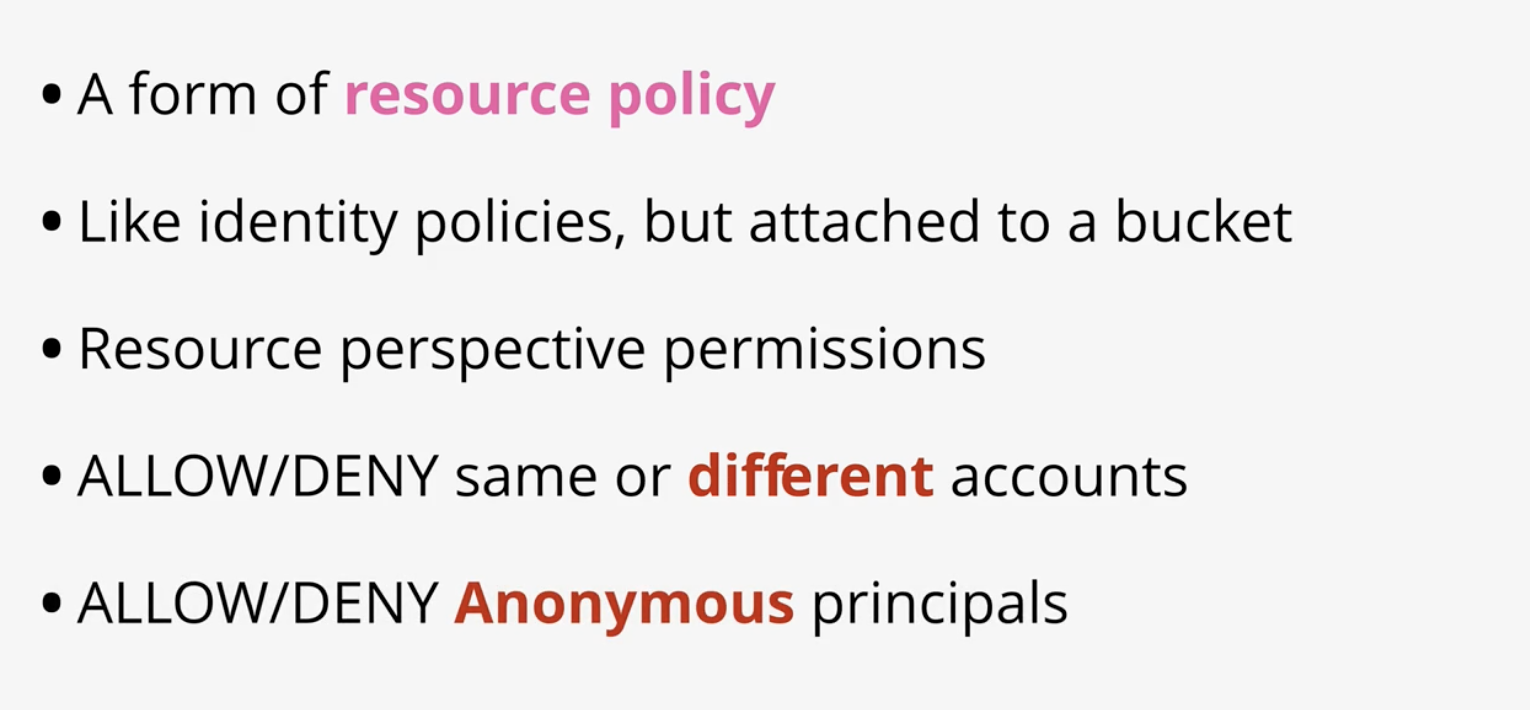 • A form of resource policy
• Like identity policies, but attached to a bucket
• Resource perspective permissions
• ALLOW/DENY same or different accounts
• ALLOW/DENY Anonymous principals